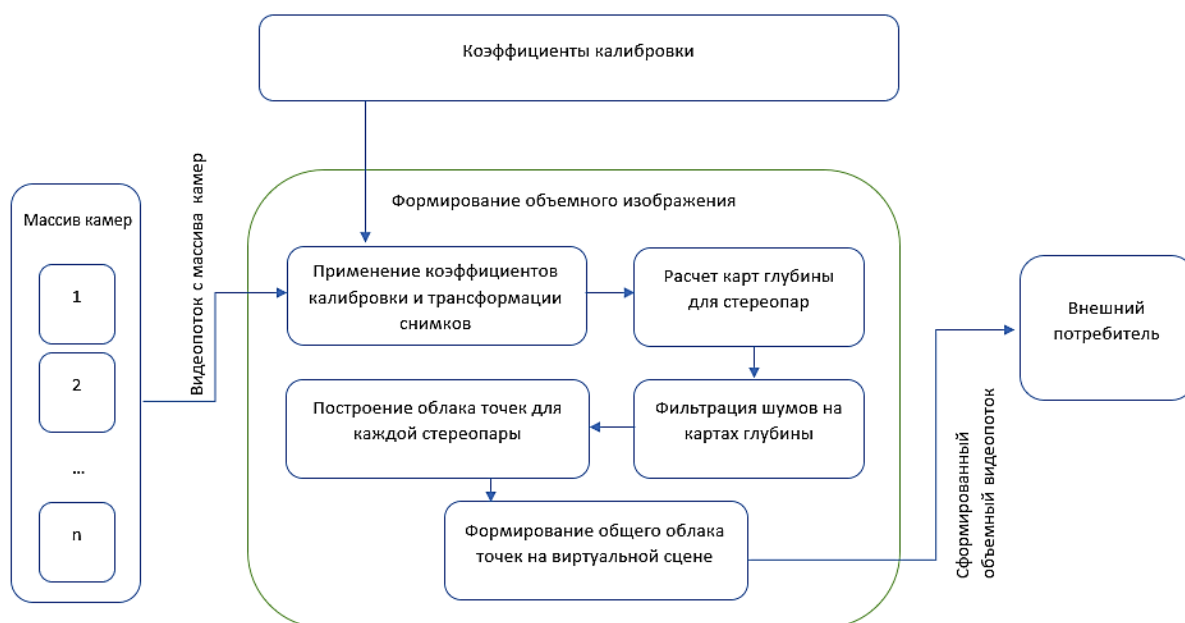 Коэффициенты калибровки
Массив камер
1
2
...
n
Видеопоток с массива камер
Формирование объемного изображения
Применение коэффициентов
калибровки и трансформации
снимков
Расчет карт глубины
для стереопар
Построение облака точек для
каждой стереопары
Фильтрация шумов на
картах глубины
Формирование общего облака
точек на виртуальной сцене
Сформированный
объемный видеопоток
Внешний
потребитель